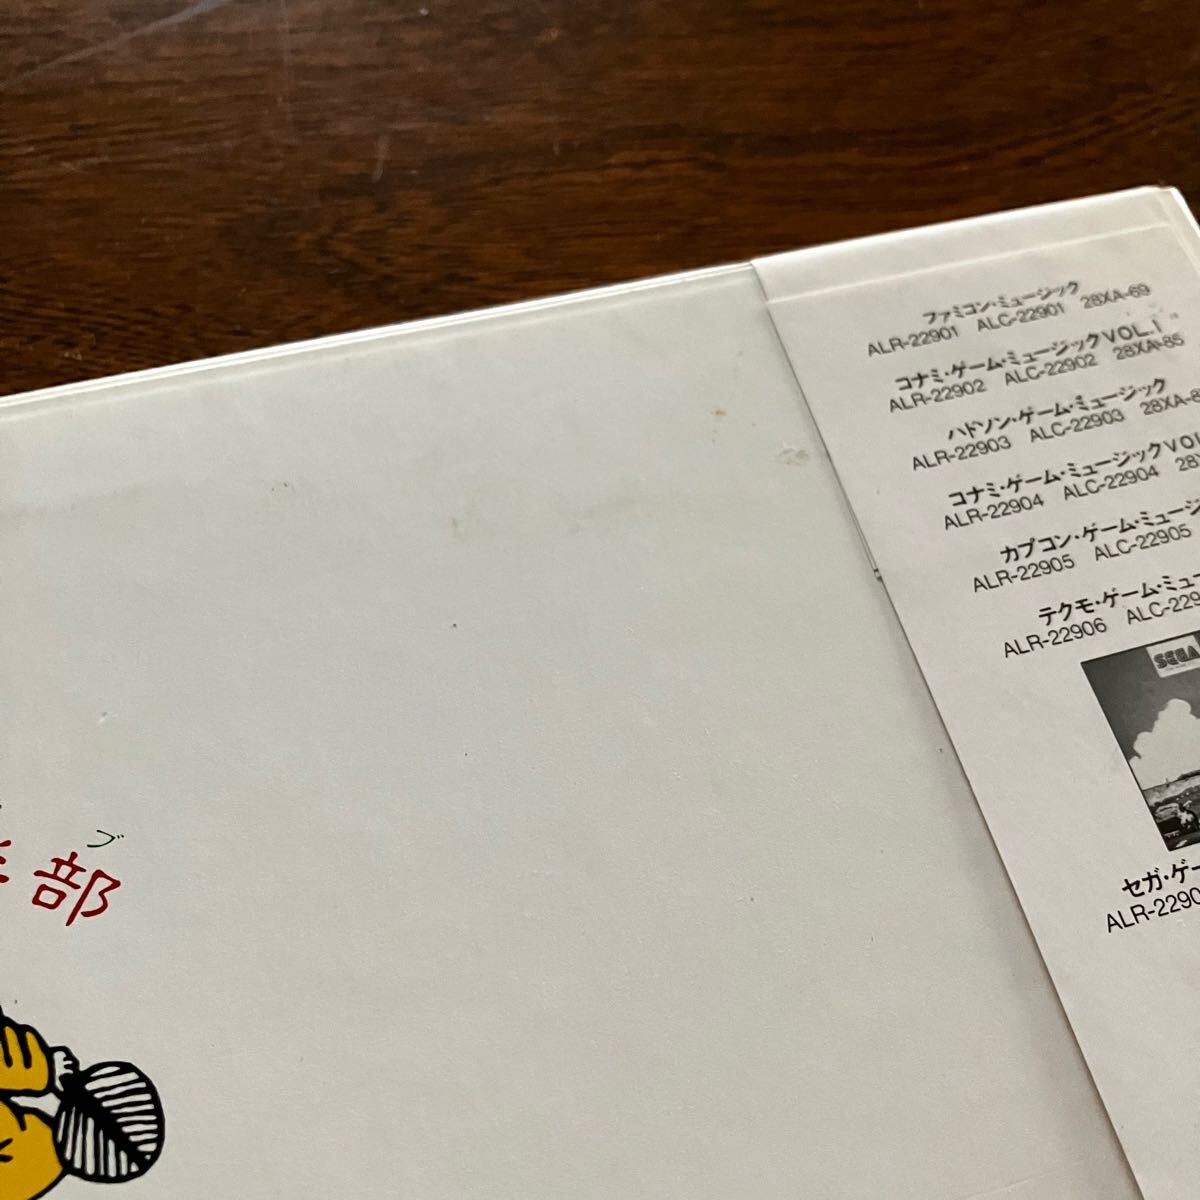 ファミコン・ミュージック
ALR-22901 ALC-22901 28XA-69
コナミ・ゲーム・ミュージックVOL.1
ALR-22902 ALC-22902 28XA-85
ハドソン・ゲーム・ミュージック
ALR-22903 ALC-22903 28XA-8
コナミ・ゲーム・ミュージックVOL
ALR-22904 ALC-22904 28X
カプコン・ゲーム・ミュージ
ALR-22905 ALC-22905
テクモ・ゲーム・ミュー
ALR-22906 ALC-229
SEGA
セガ・ゲー
ALR-2290
ブ
部